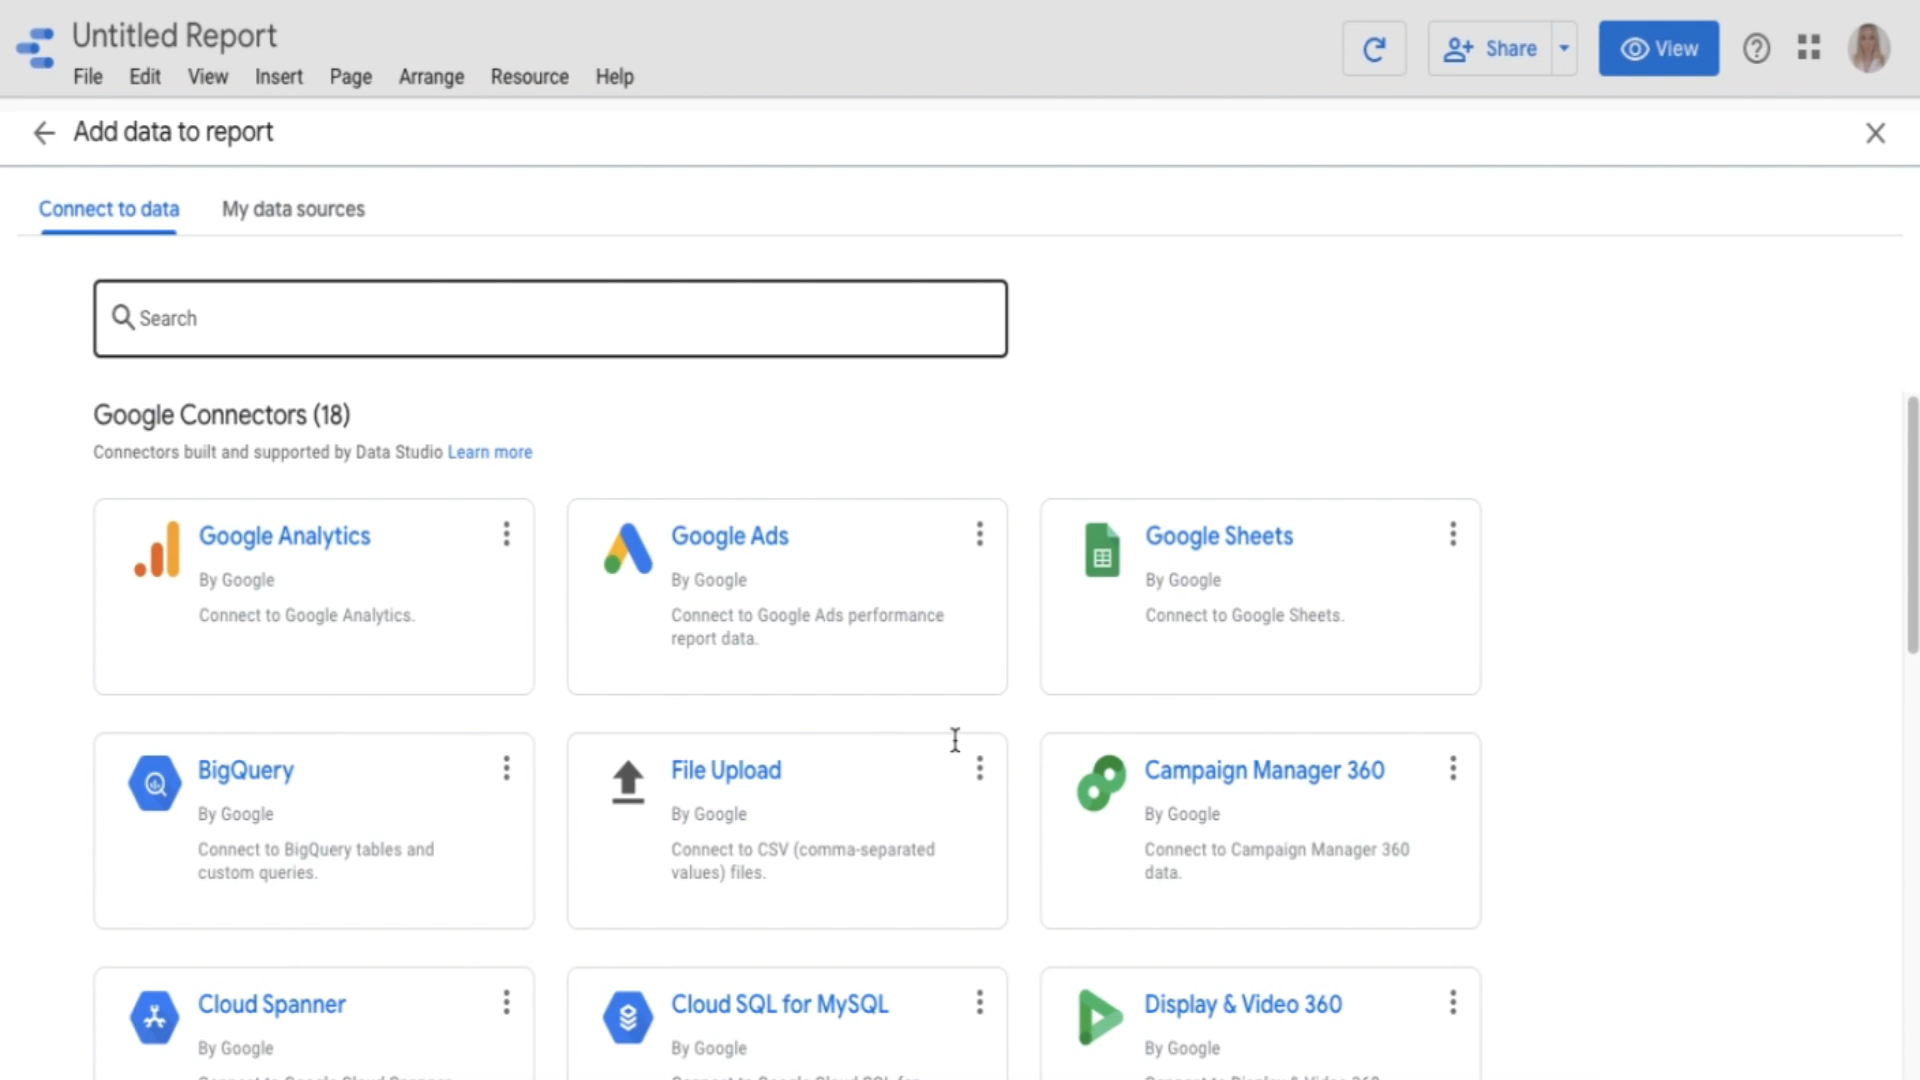 Untitled Report
File Edit View Insert Page Arrange Resource Help
Share
View
Add data to report
Connect to data
My data sources
Search
Google Connectors (18)
Connectors built and supported by Data Studio Learn more
Google Analytics
By Google
Connect to Google Analytics.
Google Ads
By Google
Connect to Google Ads performance
report data.
Google Sheets
By Google
Connect to Google Sheets.
BigQuery
By Google
Connect to BigQuery tables and
custom queries.
File Upload
By Google
Connect to CSV (comma-separated
values) files.
Campaign Manager 360
By Google
Connect to Campaign Manager 360
data.
Cloud Spanner
By Google
Cloud SQL for MySQL
By Google
Display & Video 360
By Google